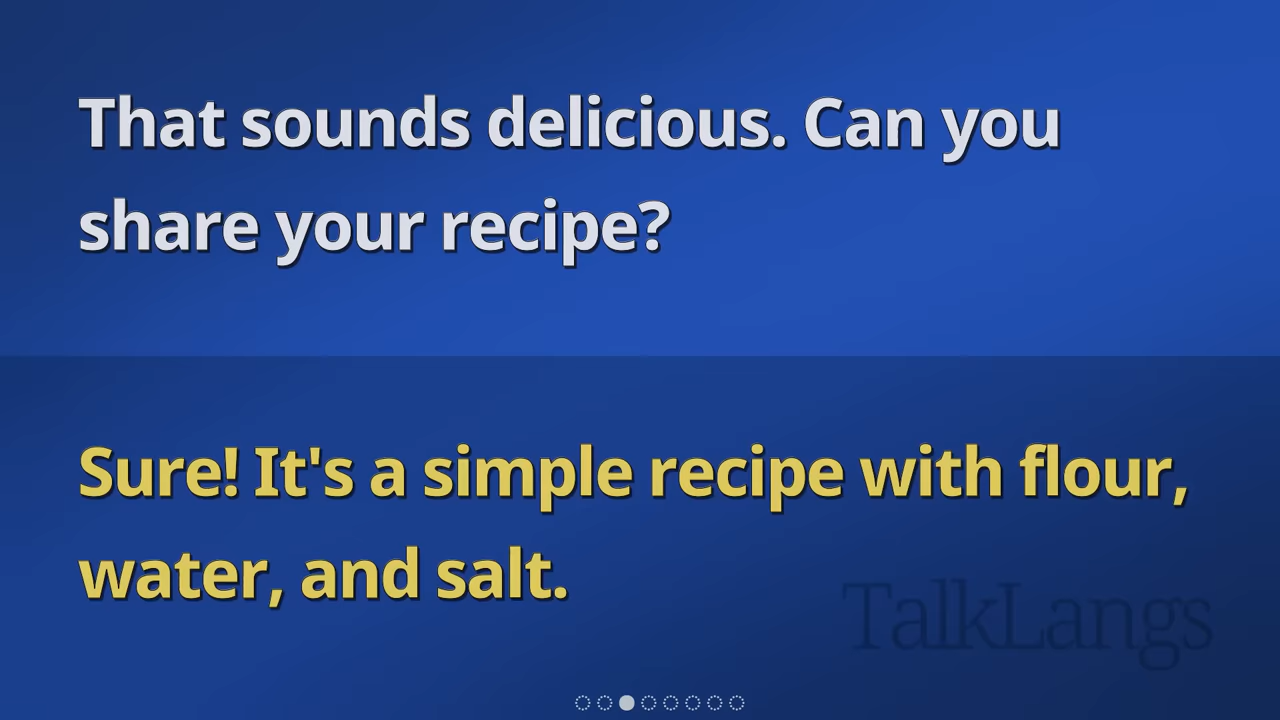 That sounds delicious. Can you
share your recipe?
Sure! It's a simple recipe with flour,
water, and salt.
TalkLangs